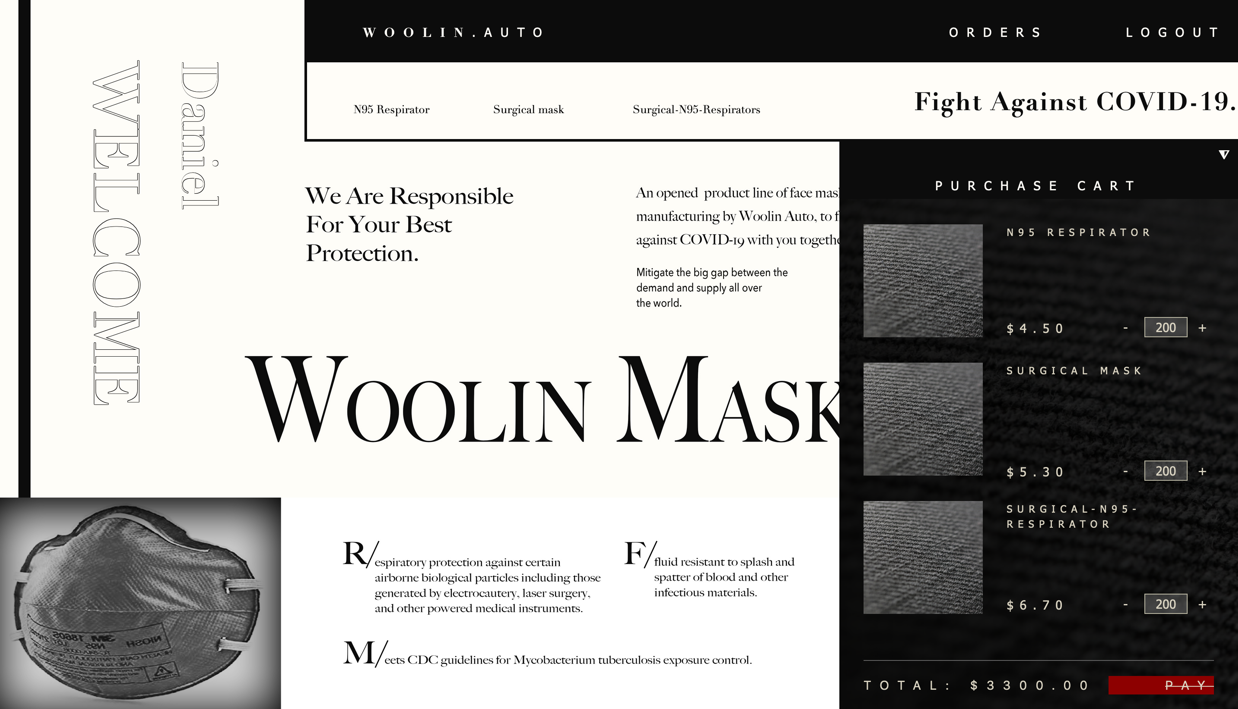 WOOLIN.AUTO
ORDERS
LOGOUT
Daniel
WELCOME
N95 Respirator
Surgical mask
Surgical-N95-Respirators
Fight Against COVID-19.
We Are Responsible
For Your Best
Protection.
An opened product line of face mas
manufacturing by Woolin Auto, to f
against COVID-19 with you togethe
Mitigate the big gap between the
demand and supply all over
the world.
WOOLIN MASK
R/espiratory protection against certain
airborne biological particles including those
generated by electrocautery, laser surgery,
and other powered medical instruments.
F/fluid resistant to splash and
spatter of blood and other
infectious materials.
M/eets CDC guidelines for Mycobacterium tuberculosis exposure control.
PURCHASE CART
N95 RESPIRATOR
$4.50
- 200 +
SURGICAL MASK
$5.30
- 200 +
SURGICAL-N95-
RESPIRATOR
$6.70
- 200 +
TOTAL: $3300.00
PAY
NIOSH
3M 1860S
N95